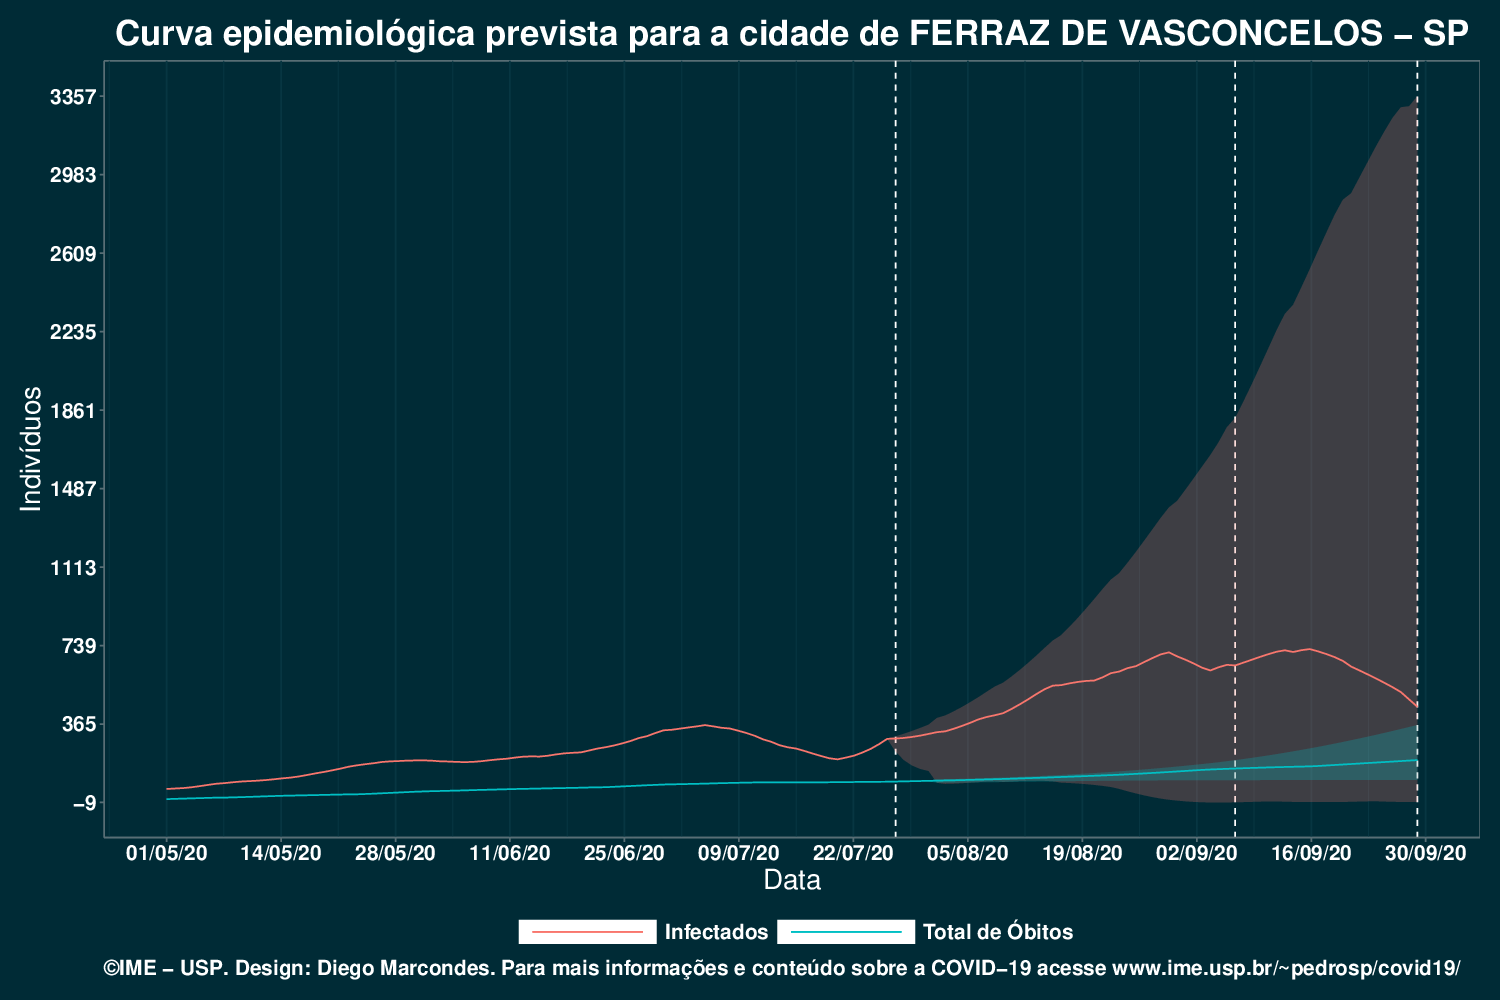 Curva epidemiológica prevista para a cidade de FERRAZ DE VASCONCELOS – SP
3357
2983
2609
2235
1861
1487
1113
739
365
–9
Indivíduos
01/05/20 14/05/20 28/05/20 11/06/20 25/06/20 09/07/20 22/07/20 05/08/20 19/08/20 02/09/20 16/09/20 30/09/20
Data
Infectados Total de Óbitos
©IME – USP. Design: Diego Marcondes. Para mais informações e conteúdo sobre a COVID–19 acesse www.ime.usp.br/~pedrosp/covid19/